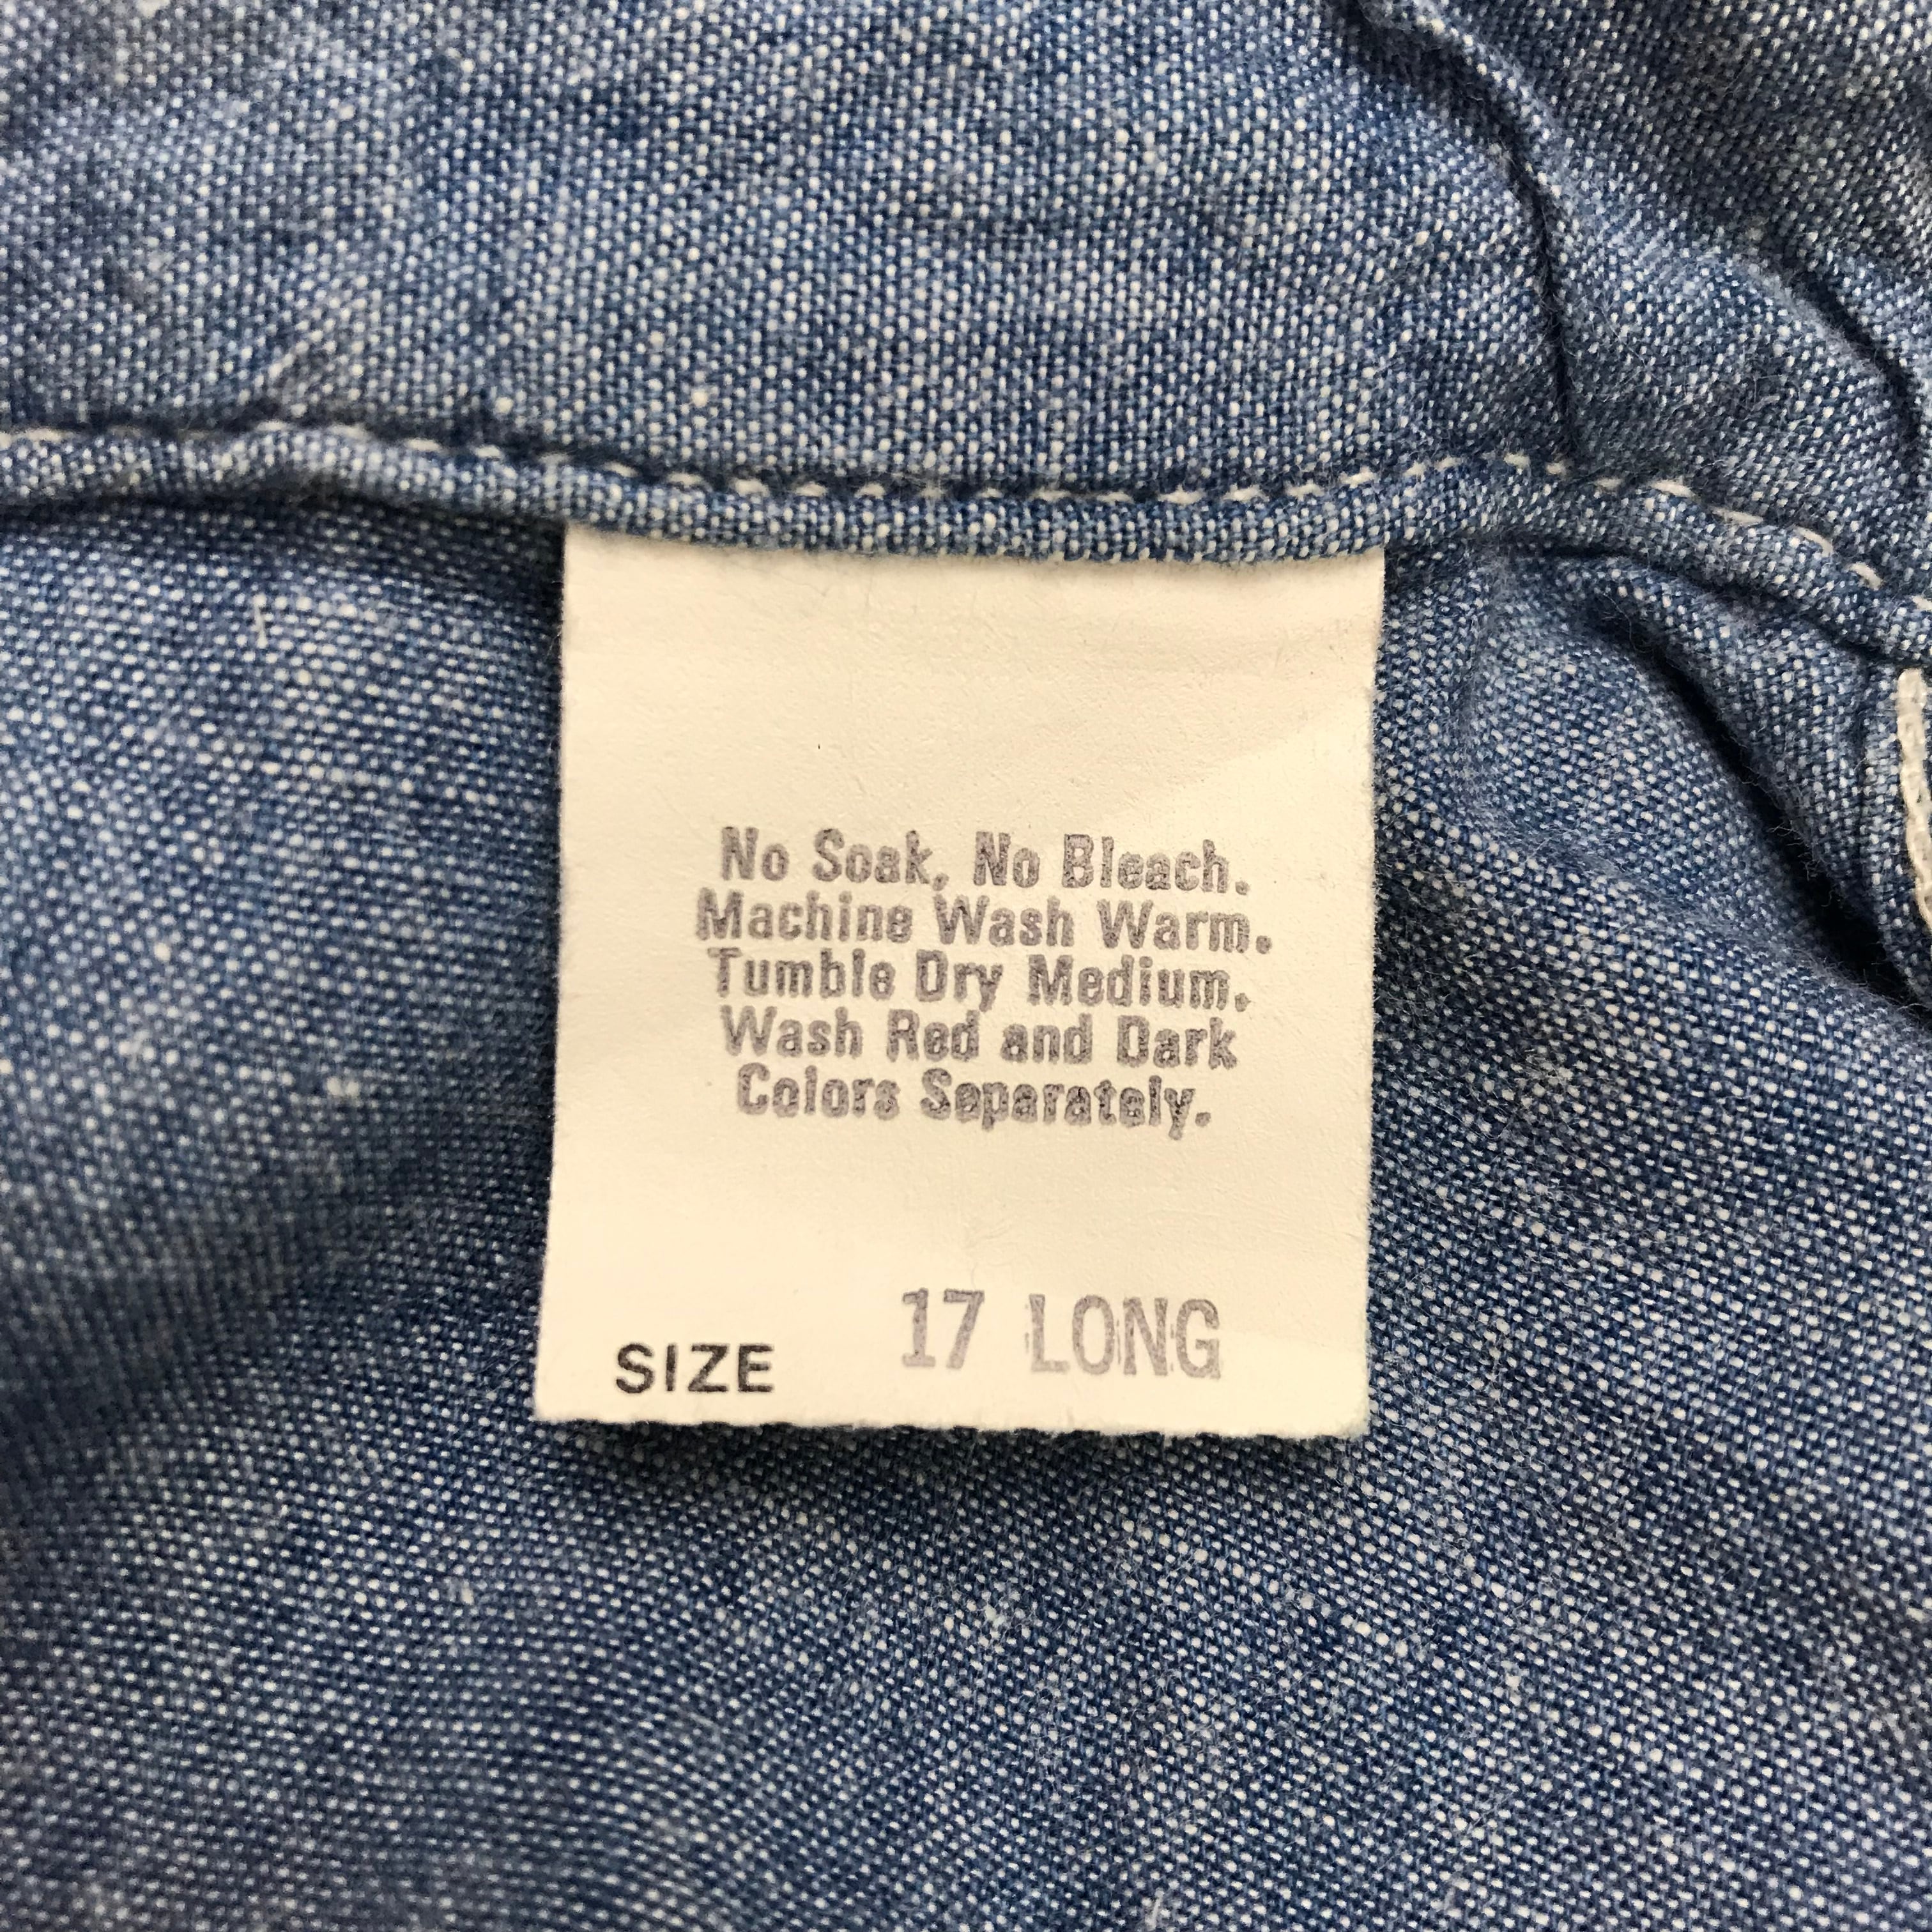 No Soak, No Bleach.
Machine Wash Warm.
Tumble Dry Medium.
Wash Red and Dark
Colors Separately.
SIZE 17 LONG